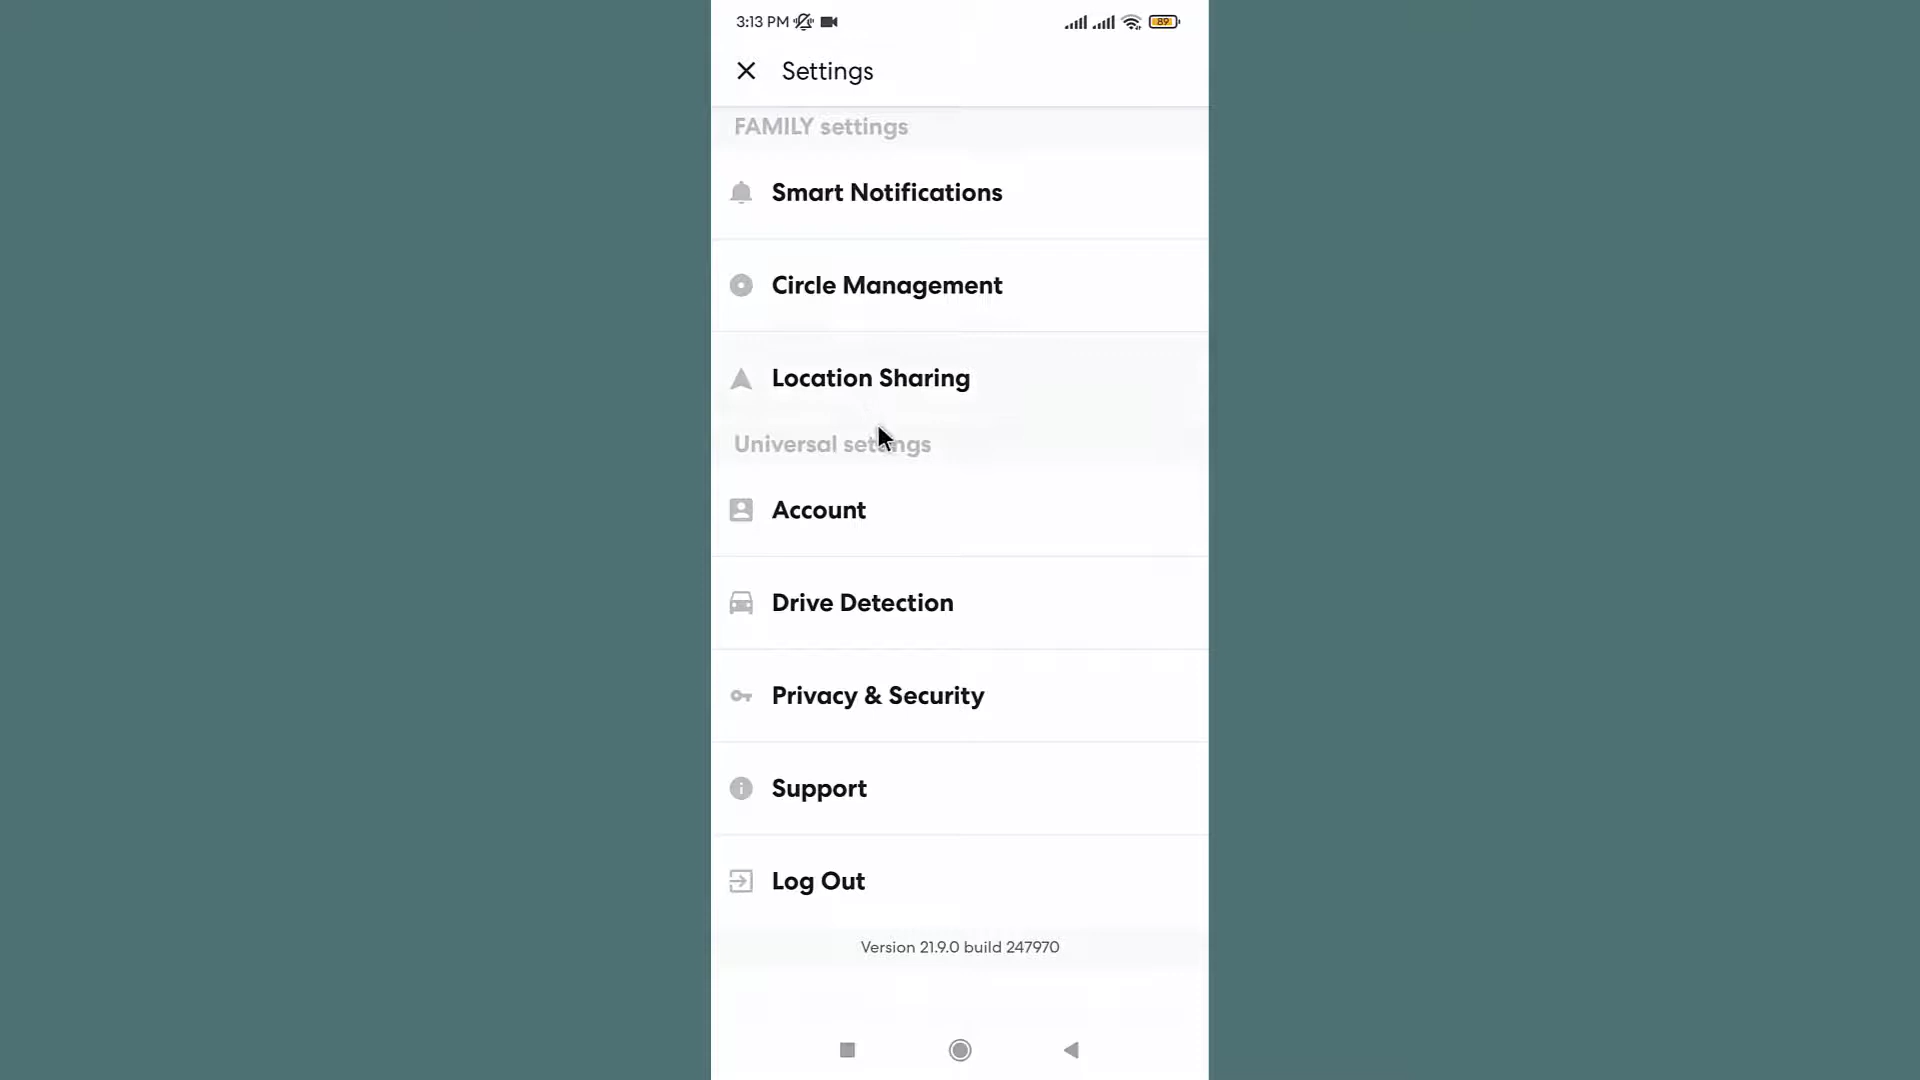 3:13 PM
89
Settings
FAMILY settings
Smart Notifications
Circle Management
Location Sharing
Universal settings
Account
Drive Detection
Privacy & Security
Support
Log Out
Version 21.9.0 build 247970